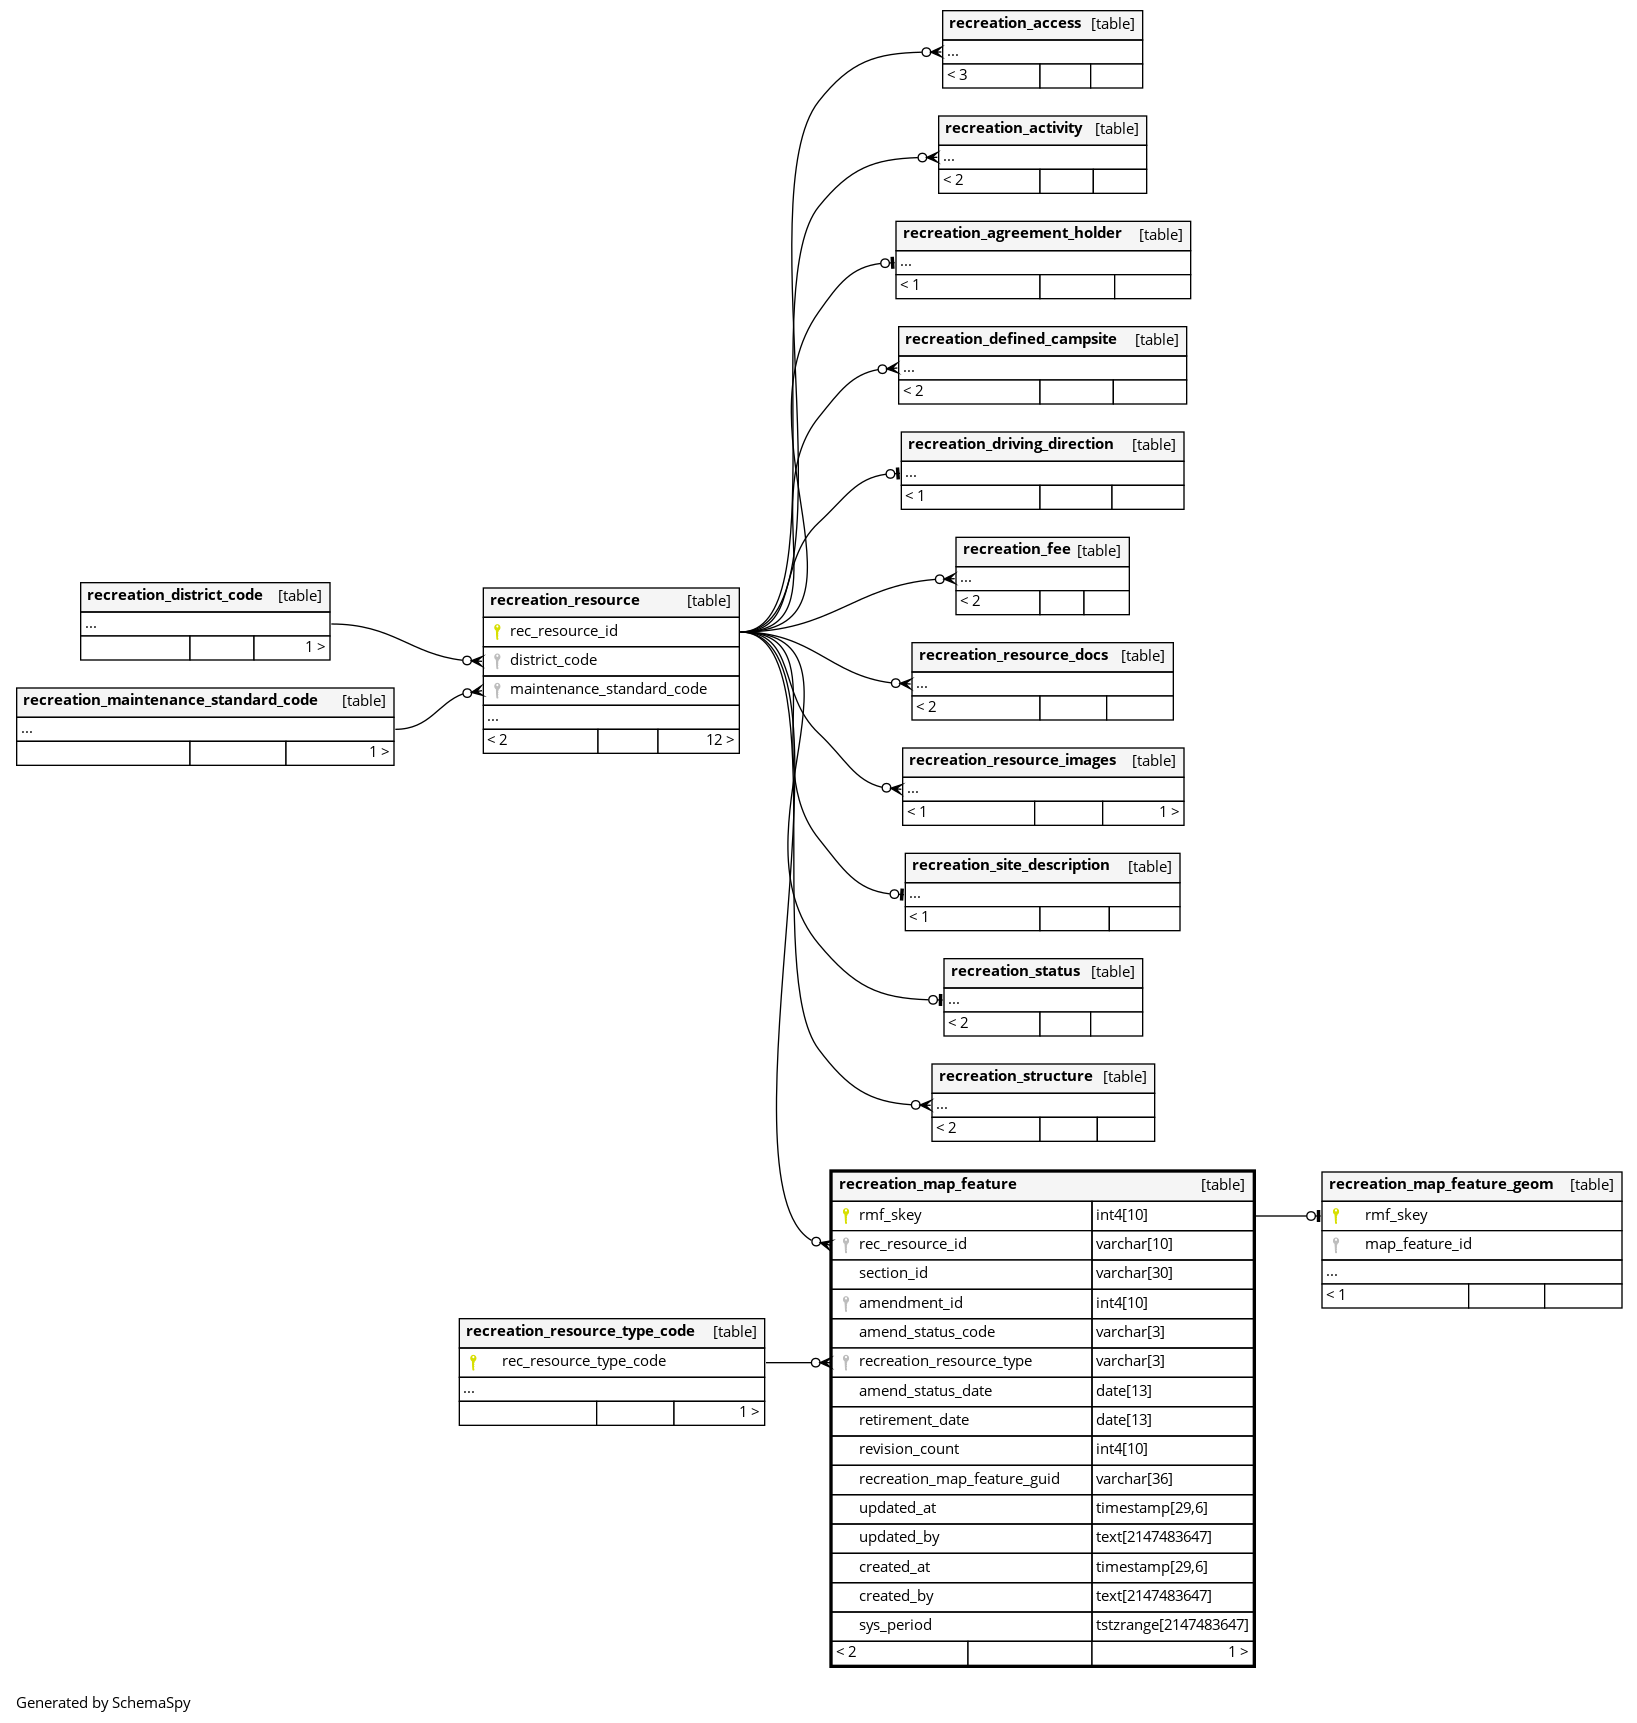 recreation_access [table]
...
< 3
recreation_activity [table]
...
< 2
recreation_agreement_holder [table]
...
< 1
recreation_defined_campsite [table]
...
< 2
recreation_driving_direction [table]
...
< 1
recreation_fee [table]
...
< 2
recreation_district_code [table]
...
1 >
recreation_maintenance_standard_code [table]
...
1 >
recreation_resource [table]
rec_resource_id
district_code
maintenance_standard_code
...
< 2 12 >
recreation_resource_docs [table]
...
< 2
recreation_resource_images [table]
...
< 1 1 >
recreation_site_description [table]
...
< 1
recreation_status [table]
...
< 2
recreation_structure [table]
...
< 2
recreation_map_feature [table]
rmf_skey int4[10]
rec_resource_id varchar[10]
section_id varchar[30]
amendment_id int4[10]
amend_status_code varchar[3]
recreation_resource_type varchar[3]
amend_status_date date[13]
retirement_date date[13]
revision_count int4[10]
recreation_map_feature_guid varchar[36]
updated_at timestamp[29,6]
updated_by text[2147483647]
created_at timestamp[29,6]
created_by text[2147483647]
sys_period tstzrange[2147483647]
< 2 1 >
recreation_map_feature_geom [table]
rmf_skey
map_feature_id
...
< 1
recreation_resource_type_code [table]
rec_resource_type_code
...
1 >
Generated by SchemaSpy